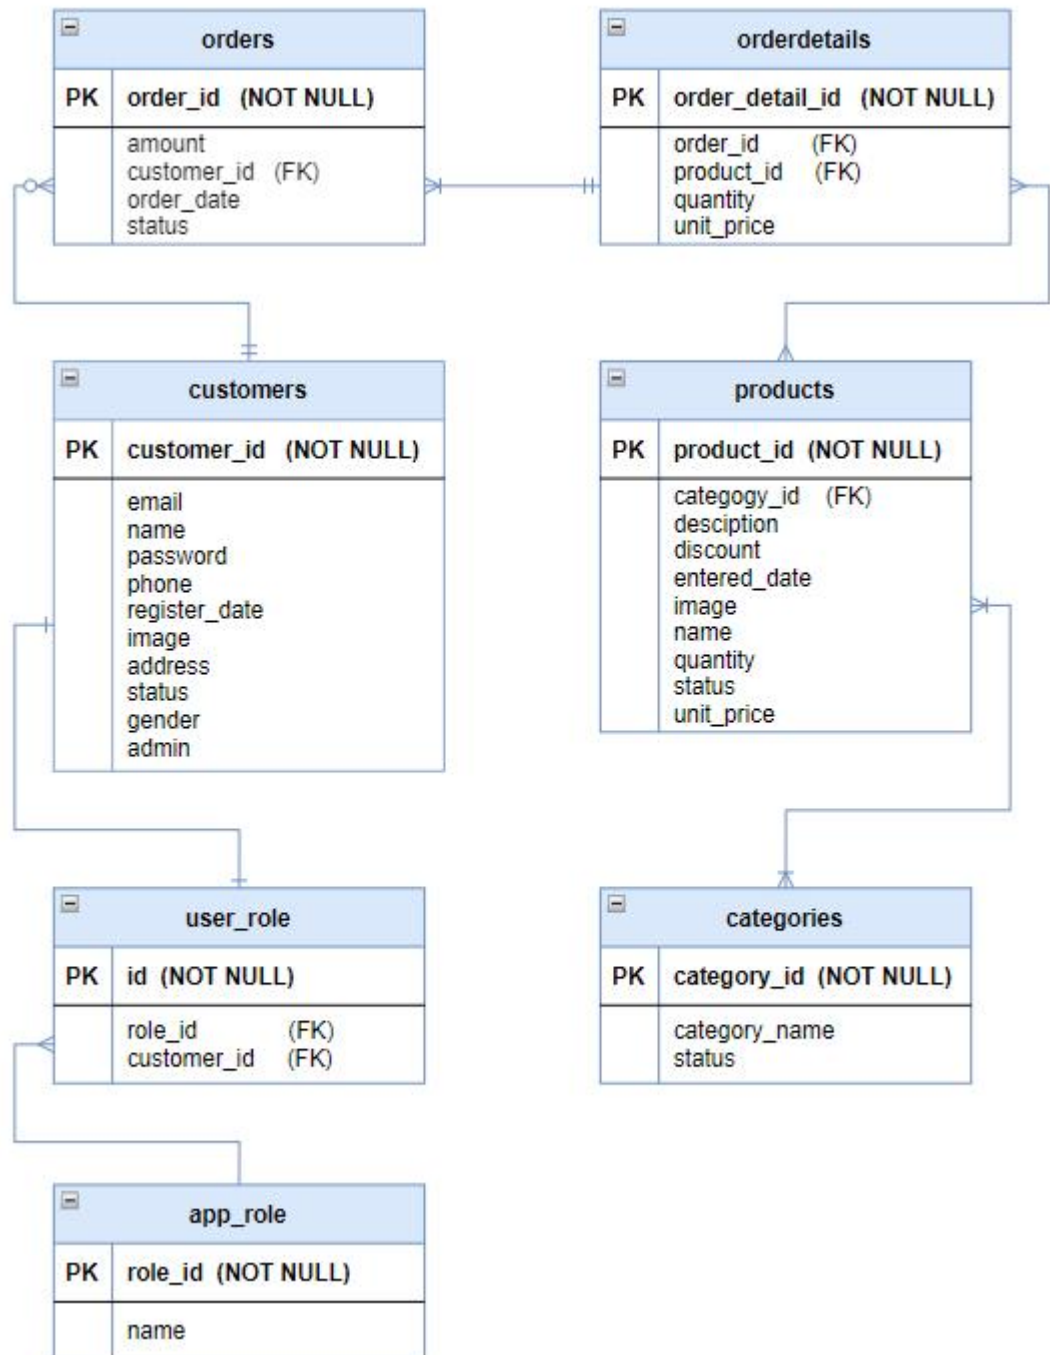 orders
PK order_id (NOT NULL)
amount
customer_id (FK)
order_date
status
orderdetails
PK order_detail_id (NOT NULL)
order_id (FK)
product_id (FK)
quantity
unit_price
customers
PK customer_id (NOT NULL)
email
name
password
phone
register_date
image
address
status
gender
admin
products
PK product_id (NOT NULL)
categogy_id (FK)
desciption
discount
entered_date
image
name
quantity
status
unit_price
user_role
PK id (NOT NULL)
role_id (FK)
customer_id (FK)
categories
PK category_id (NOT NULL)
category_name
status
app_role
PK role_id (NOT NULL)
name